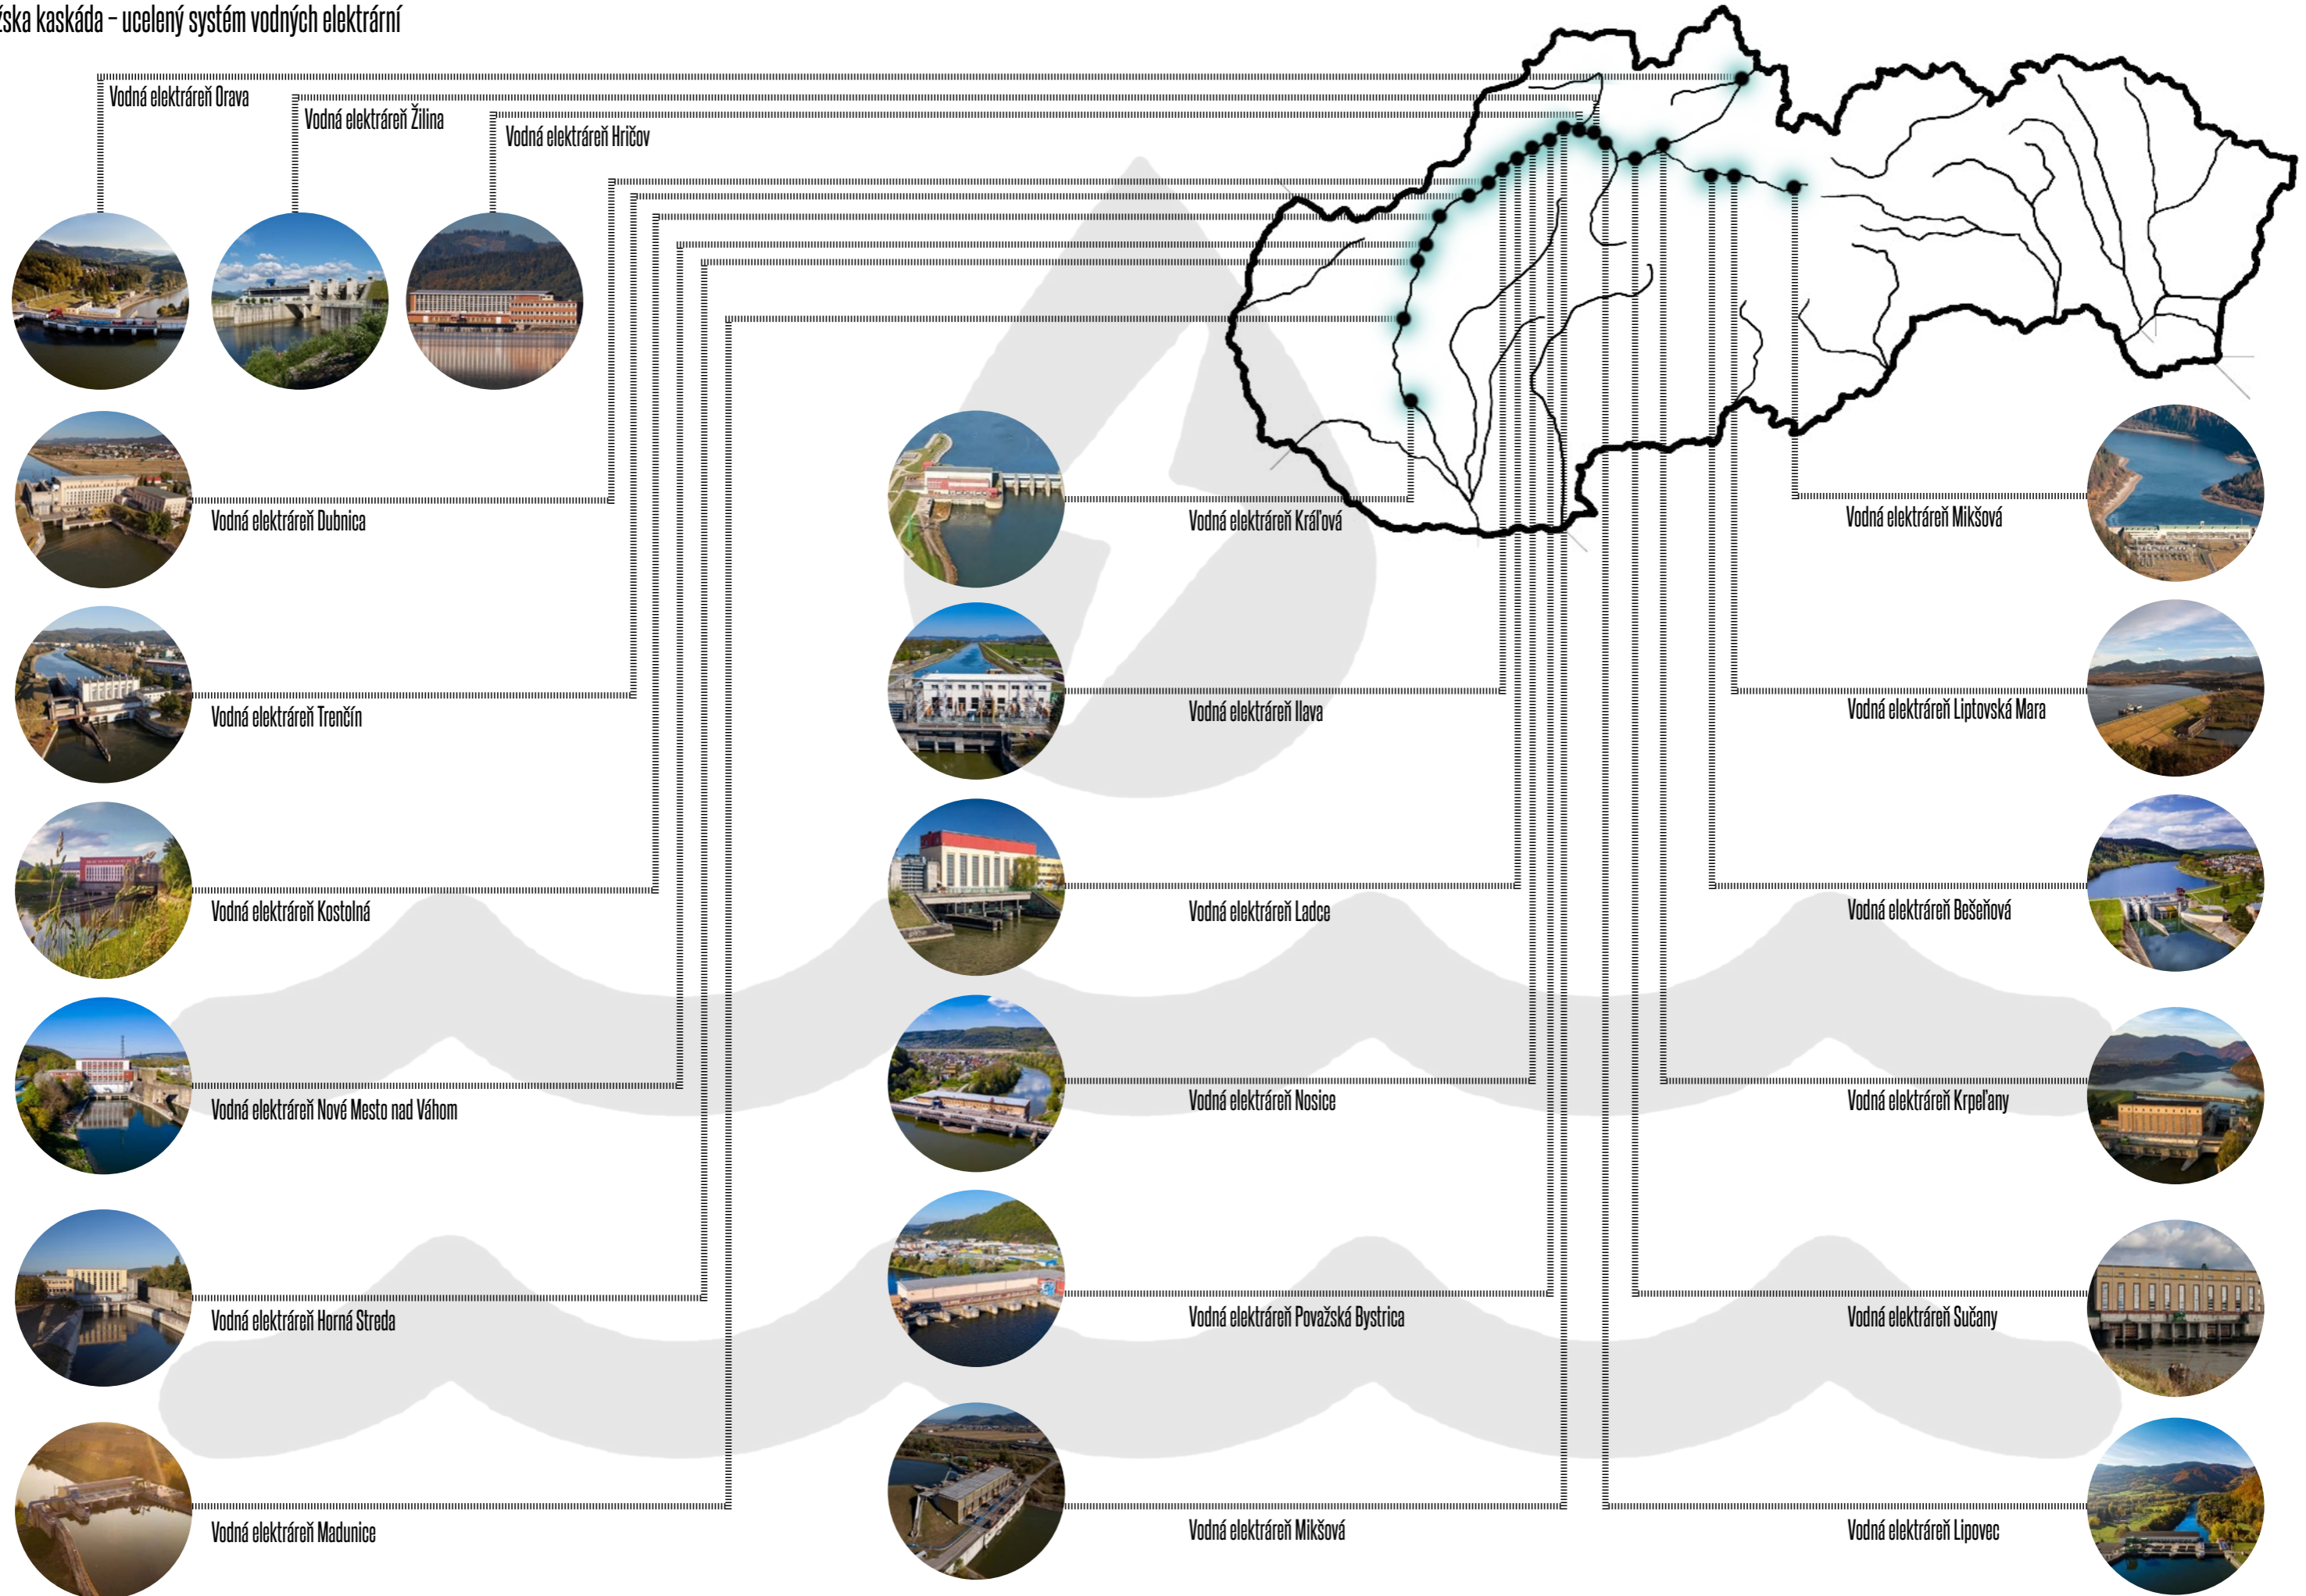 žska kaskáda – ucelený systém vodných elektrární
Vodná elektráreň Orava
Vodná elektráreň Žilina
Vodná elektráreň Hričov
Vodná elektráreň Dubnica
Vodná elektráreň Kráľová
Vodná elektráreň Mikšová
Vodná elektráreň Trenčín
Vodná elektráreň Ilava
Vodná elektráreň Liptovská Mara
Vodná elektráreň Kostolná
Vodná elektráreň Ladce
Vodná elektráreň Bešeňová
Vodná elektráreň Nové Mesto nad Váhom
Vodná elektráreň Nosice
Vodná elektráreň Krpeľany
Vodná elektráreň Horná Streda
Vodná elektráreň Považská Bystrica
Vodná elektráreň Sučany
Vodná elektráreň Madunice
Vodná elektráreň Mikšová
Vodná elektráreň Lipovec